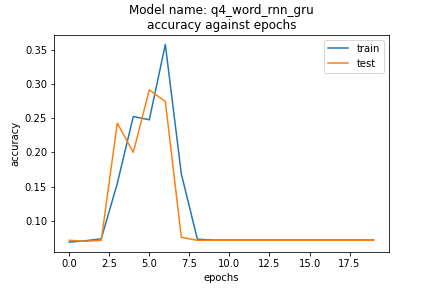 Model name: q4_word_rnn_gru
accuracy against epochs
train
test
0.35
0.30
0.25
0.20
0.15
0.10
accuracy
0.0 2.5 5.0 7.5 10.0 12.5 15.0 17.5
epochs